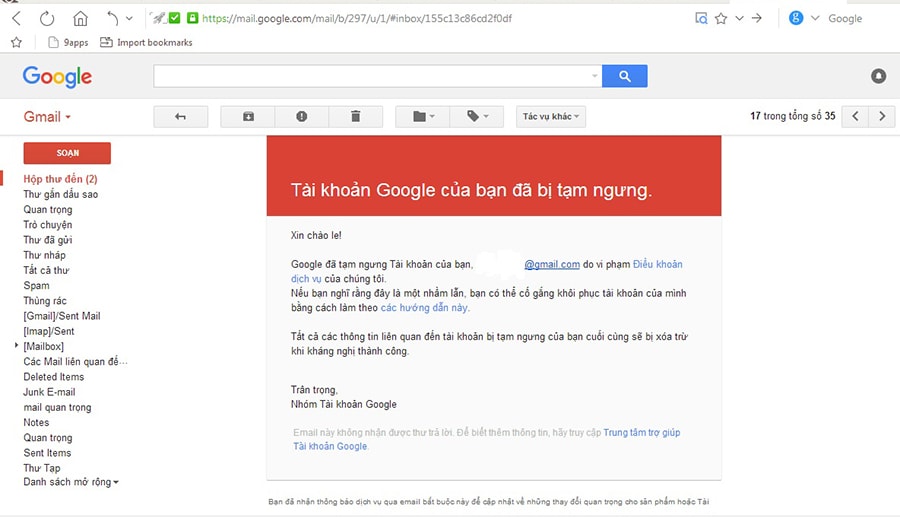 https://mail.google.com/mail/b/297/u/1/#inbox/155c13c86cd2f0df
Google
9apps
Import bookmarks
Google
Gmail
Tác vụ khác
17 trong tổng số 35
SOẠN
Hộp thư đến (2)
Thư gắn dấu sao
Quan trọng
Trò chuyện
Thư đã gửi
Thư nháp
Tất cả thư
Spam
Thùng rác
[Gmail]/Sent Mail
[Imap]/Sent
[Mailbox]
Các Mail liên quan đế...
Deleted Items
Junk E-mail
mail quan trọng
Notes
Quan trọng
Sent Items
Thư Tạp
Danh sách mở rộng
Tài khoản Google của bạn đã bị tạm ngưng.
Xin chào le!
Google đã tạm ngưng Tài khoản của bạn, @gmail.com do vi phạm Điều khoản
dịch vụ của chúng tôi.
Nếu bạn nghĩ rằng đây là một nhầm lẫn, bạn có thể cố gắng khôi phục tài khoản của mình
bằng cách làm theo các hướng dẫn này.
Tất cả các thông tin liên quan đến tài khoản bị tạm ngưng của bạn cuối cùng sẽ bị xóa trừ
khi kháng nghị thành công.
Trân trọng,
Nhóm Tài khoản Google
Email này không nhận được thư trả lời. Để biết thêm thông tin, hãy truy cập Trung tâm trợ giúp
Tài khoản Google.
Bạn đã nhận thông báo dịch vụ qua email bắt buộc này để cập nhật về những thay đổi quan trọng cho sản phẩm hoặc Tài